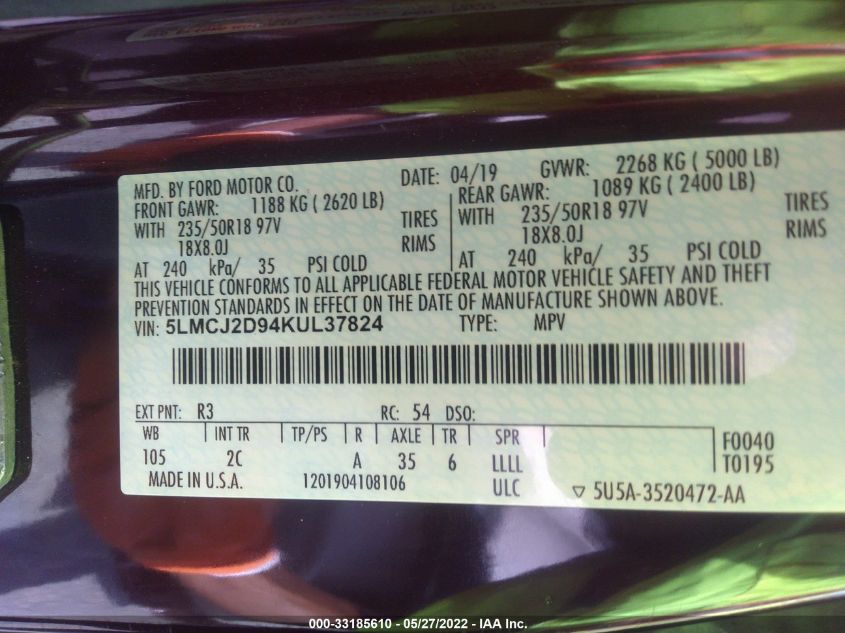 MFD. BY FORD MOTOR CO. DATE: 04/19 GVWR: 2268 KG ( 5000 LB)
FRONT GAWR: 1188 KG ( 2620 LB) REAR GAWR: 1089 KG ( 2400 LB)
WITH 235/50R18 97V TIRES WITH 235/50R18 97V TIRES
18X8.0J RIMS 18X8.0J RIMS
AT 240 kPa/ 35 PSI COLD AT 240 kPa/ 35 PSI COLD
THIS VEHICLE CONFORMS TO ALL APPLICABLE FEDERAL MOTOR VEHICLE SAFETY AND THEFT
PREVENTION STANDARDS IN EFFECT ON THE DATE OF MANUFACTURE SHOWN ABOVE.
VIN: 5LMCJ2D94KUL37824 TYPE: MPV
EXT PNT: R3 RC: 54 DSO:
WB INT TR TP/PS R AXLE TR SPR F0040
105 2C A 35 6 LLLL T0195
MADE IN U.S.A. 1201904108106 ULC ▽ 5U5A-3520472-AA
000-33185610 - 05/27/2022 - IAA Inc.